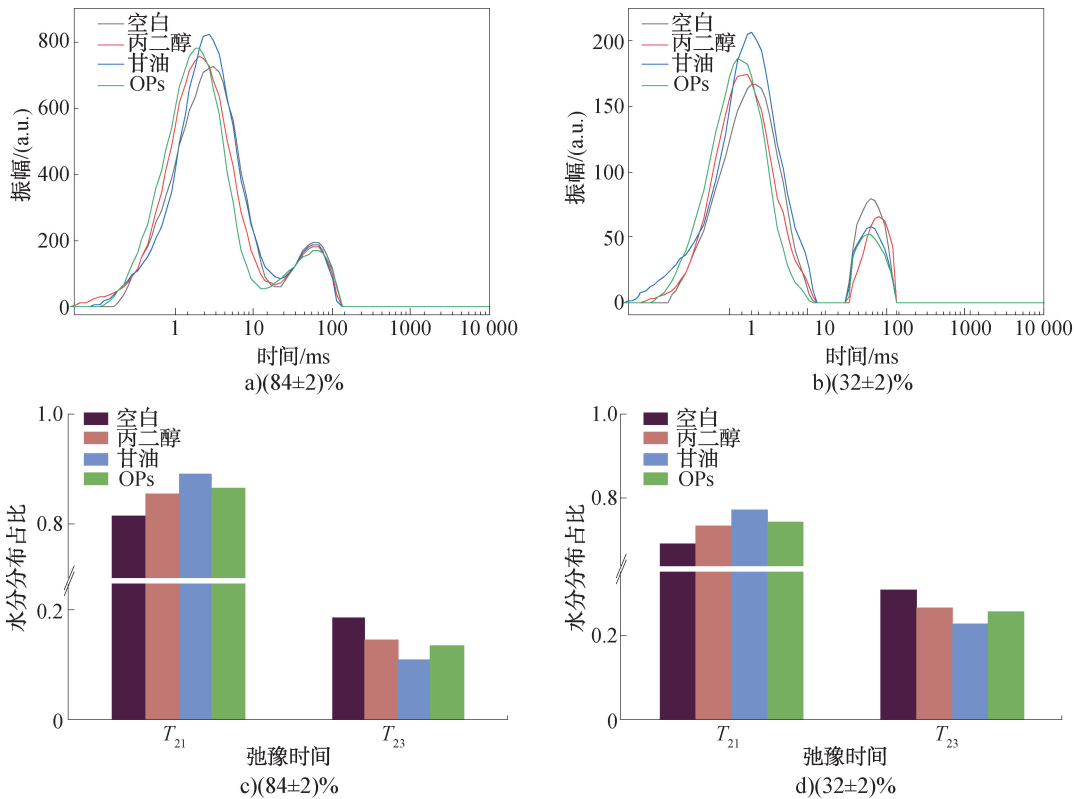 空白
丙二醇
甘油
OPs
800
600
400
200
0
振幅/(a.u.)
1 10 100 1000 10 000
时间/ms
a)(84±2)%
空白
丙二醇
甘油
OPs
200
150
100
50
0
振幅/(a.u.)
1 10 100 1000 10 000
时间/ms
b)(32±2)%
空白
丙二醇
甘油
OPs
1.0
0.8
0.2
0
水分分布占比
T21 T23
弛豫时间
c)(84±2)%
空白
丙二醇
甘油
OPs
1.0
0.8
0.2
0
水分分布占比
T21 T23
弛豫时间
d)(32±2)%